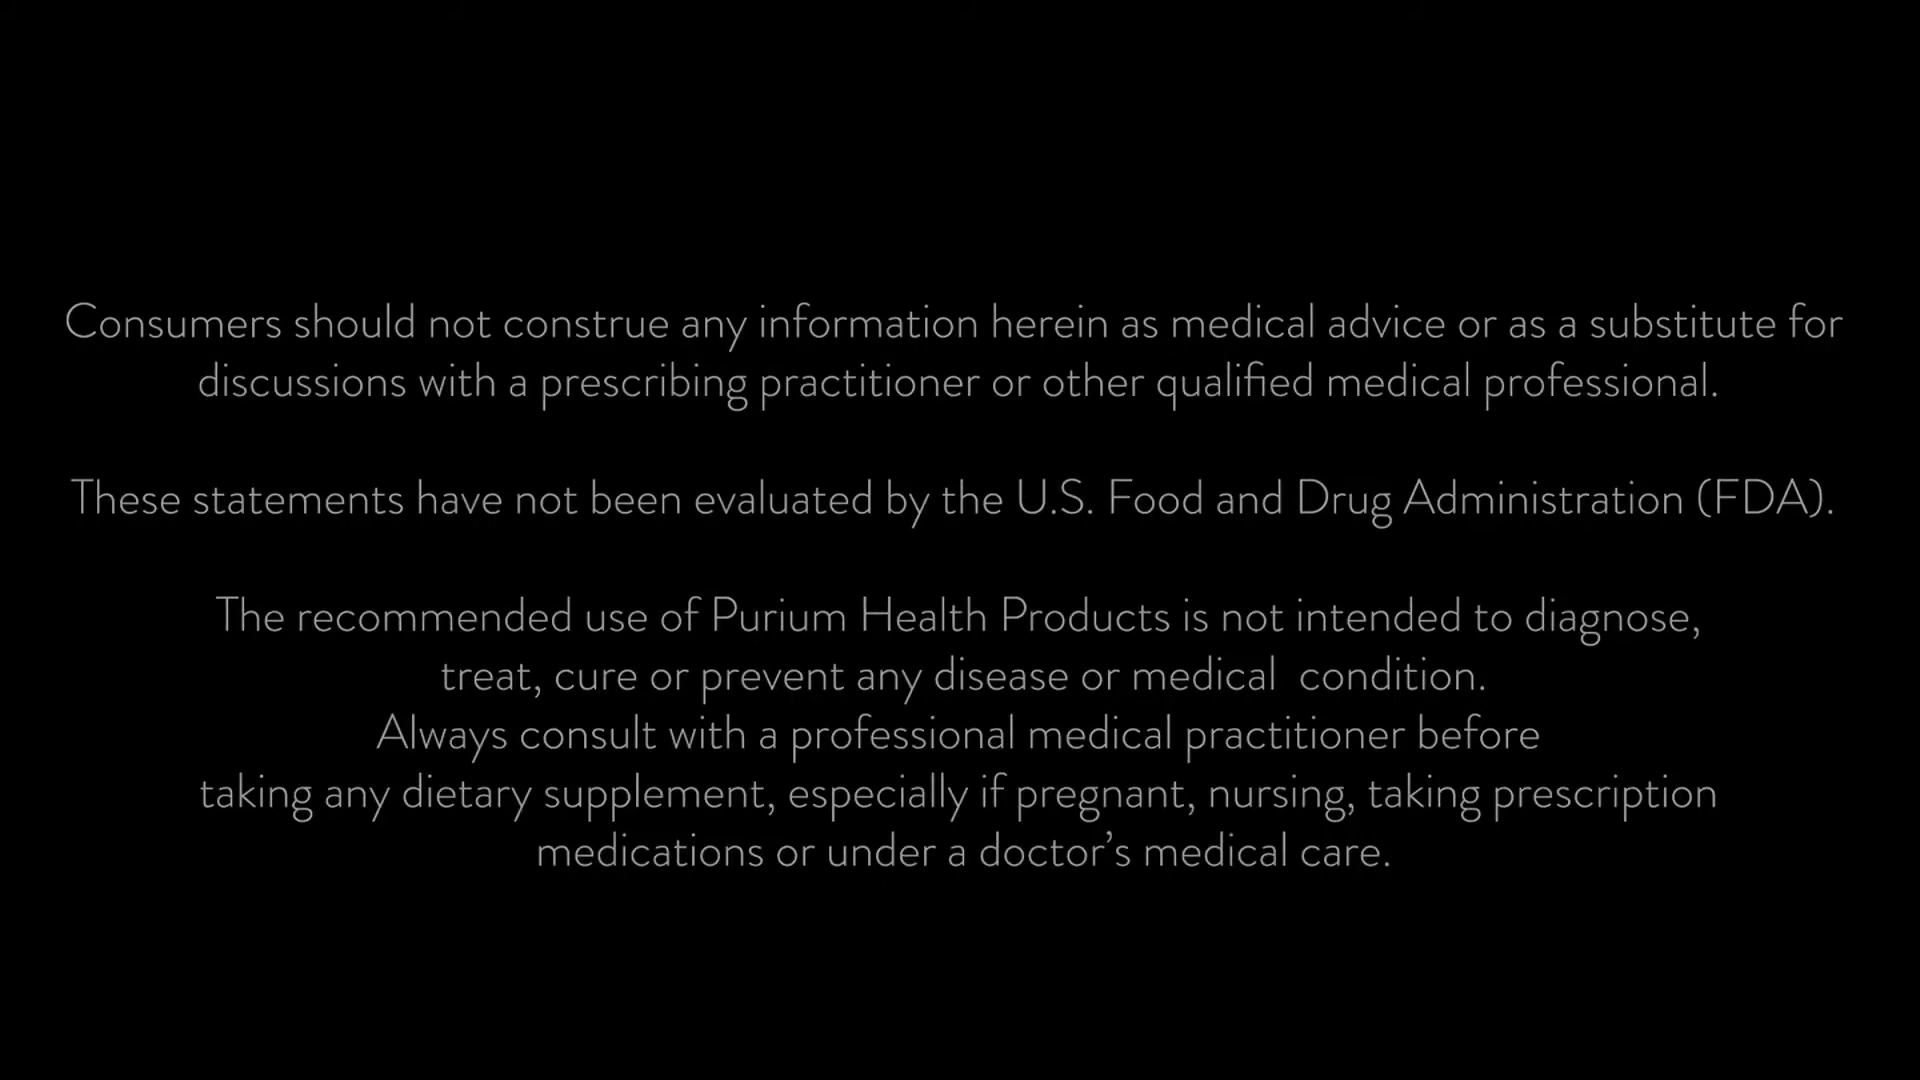 Consumers should not construe any information herein as medical advice or as a substitute for
discussions with a prescribing practitioner or other qualified medical professional.
These statements have not been evaluated by the U.S. Food and Drug Administration (FDA).
The recommended use of Purium Health Products is not intended to diagnose,
treat, cure or prevent any disease or medical condition.
Always consult with a professional medical practitioner before
taking any dietary supplement, especially if pregnant, nursing, taking prescription
medications or under a doctor’s medical care.